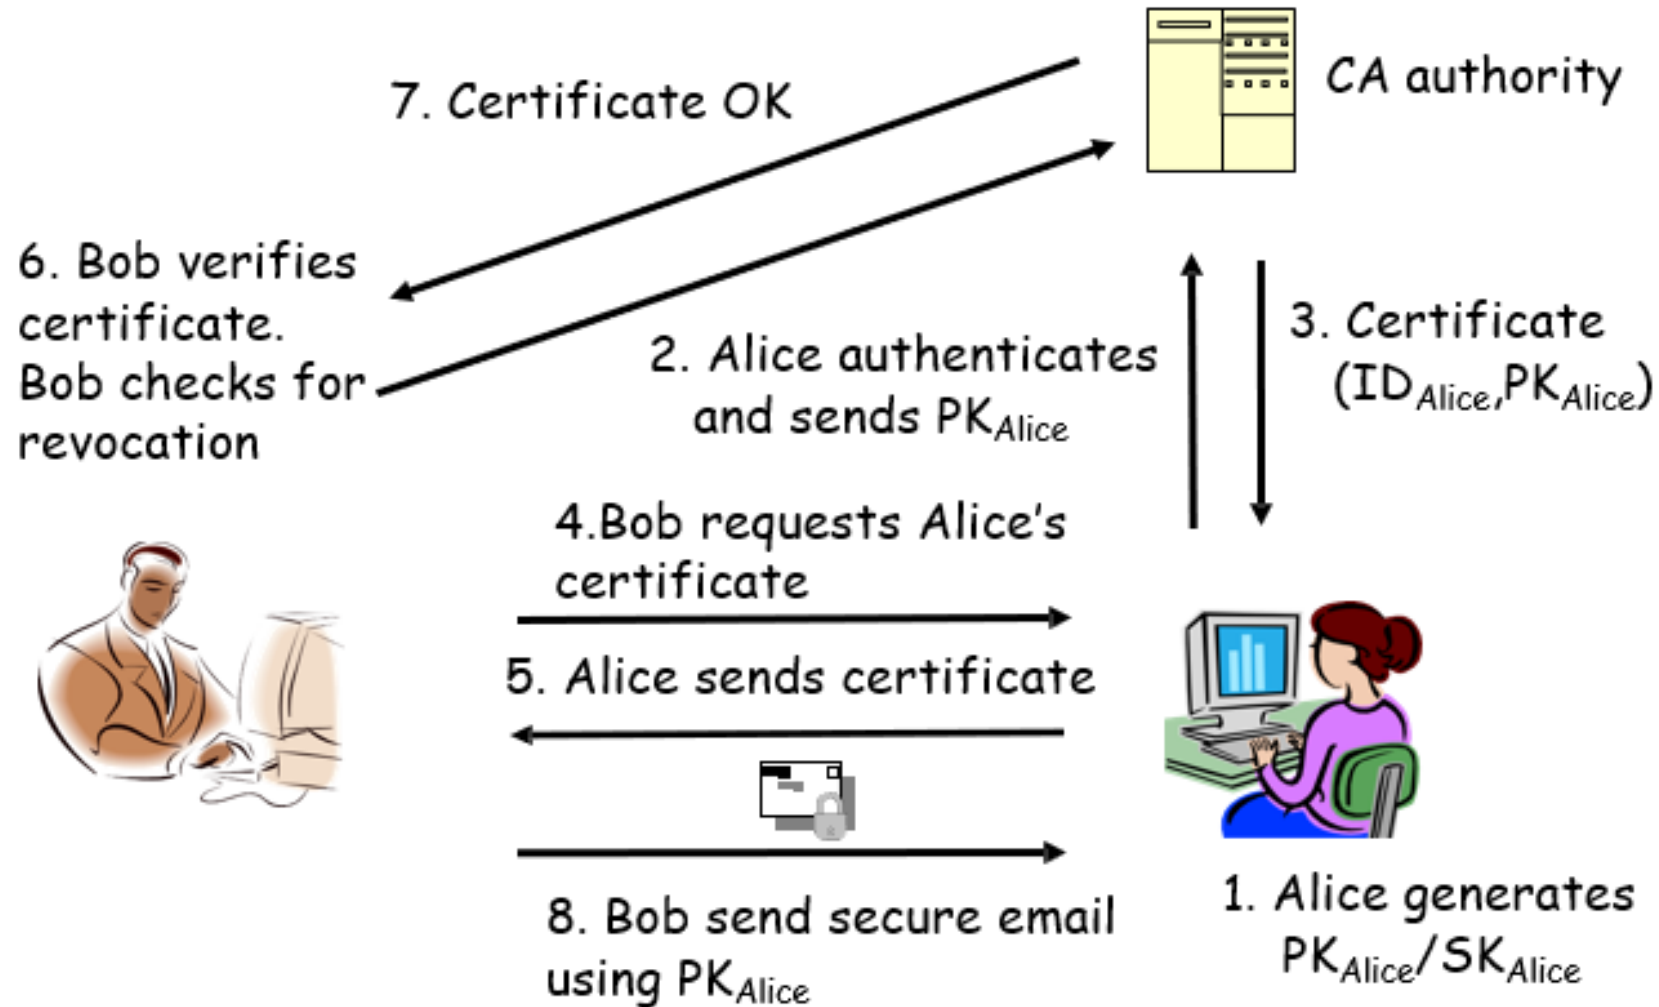 7. Certificate OK
CA authority
6. Bob verifies
certificate.
Bob checks for
revocation
2. Alice authenticates
and sends PKAlice
3. Certificate
(IDAlice,PKAlice)
4.Bob requests Alice's
certificate
5. Alice sends certificate
8. Bob send secure email
using PKAlice
1. Alice generates
PKAlice/SKAlice